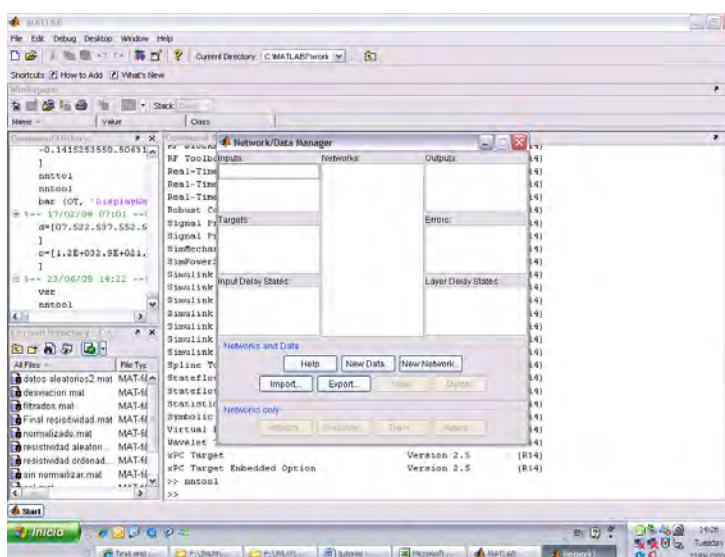 MATLAB
File Edit Debug Desktop Window Help
Current Directory: C:\MATLAB7\work
Shortcuts How to Add What's New
Workspace
Stack:
Name Value Class
Command History
-0.1415253550.50631
]
nntool
nntool
bar (OT, 'DisplayNa
%-- 17/02/09 07:01 --
d=[07.522.597.552.5
]
c=[1.2E+032.9E+021.
]
%-- 23/06/09 14:22 --
ver
nntool
Current Directory
All Files File Typ
datos aleatorios2.mat MAT-fil
desviacion.mat MAT-fil
filtrados.mat MAT-fil
Final resisitividad.mat MAT-fil
normalizado.mat MAT-fil
resistividad aleatori... MAT-fil
resistividad ordenad... MAT-fil
sin normalizar.mat MAT-fil
RF Toolbo
Real-Time
Real-Time
Real-Time
Robust Co
Signal Pr
Signal Pr
SimMechan
SimPowerS
Simulink
Simulink
Simulink
Simulink
Simulink
Simulink
Spline To
Stateflow
Stateflow
Statistic
Symbolic
Virtual
Wavelet
xPC Target Version 2.5 (R14)
xPC Target Embedded Option Version 2.5 (R14)
>> nntool
>>
Network/Data Manager
Inputs: Networks: Outputs:
Targets: Errors:
Input Delay States: Layer Delay States:
Networks and Data
Help New Data... New Network...
Import... Export... View Delete
Networks only
Initialize... Simulate... Train... Adapt...
Start
Inicio
tutorial
Microsoft
MATLAB
Network/
14:26
Tuesday